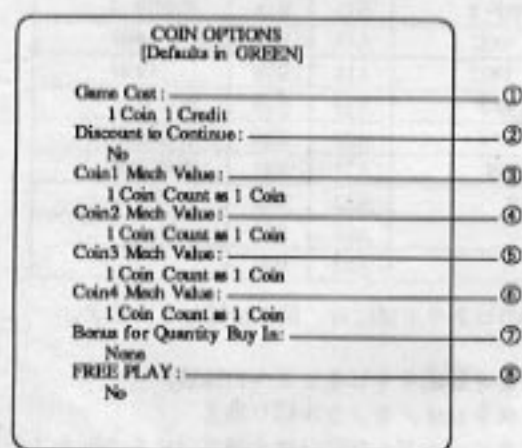 COIN OPTIONS
[Defaults in GREEN]
Game Cost: ①
1 Coin 1 Credit
Discount to Continue: ②
No
Coin1 Mech Value: ③
1 Coin Count as 1 Coin
Coin2 Mech Value: ④
1 Coin Count as 1 Coin
Coin3 Mech Value: ⑤
1 Coin Count as 1 Coin
Coin4 Mech Value: ⑥
1 Coin Count as 1 Coin
Bonus for Quantity Buy In: ⑦
None
FREE PLAY: ⑧
No